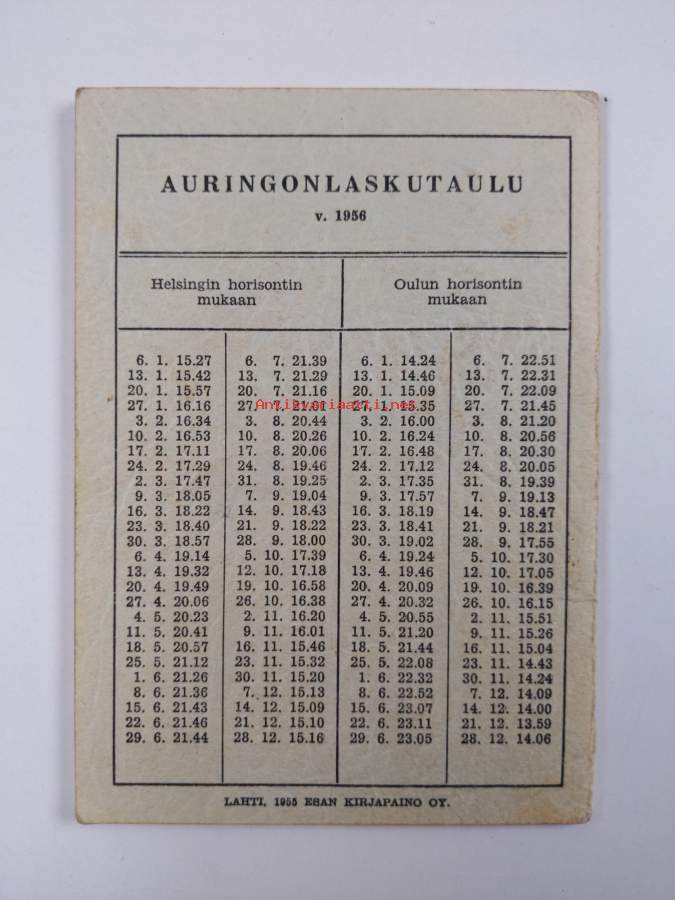 AURINGONLASKUTAULU
v. 1956
Helsingin horisontin
mukaan
Oulun horisontin
mukaan
6. 1. 15.27 6. 7. 21.39 6. 1. 14.24 6. 7. 22.51
13. 1. 15.42 13. 7. 21.29 13. 1. 14.46 13. 7. 22.31
20. 1. 15.57 20. 7. 21.16 20. 1. 15.09 20. 7. 22.09
27. 1. 16.16 27. 7. 27. 1. 15.35 27. 7. 21.45
Antikvariaatti.net
3. 2. 16.34 3. 8. 20.44 3. 2. 16.00 3. 8. 21.20
10. 2. 16.53 10. 8. 20.26 10. 2. 16.24 10. 8. 20.56
17. 2. 17.11 17. 8. 20.06 17. 2. 16.48 17. 8. 20.30
24. 2. 17.29 24. 8. 19.46 24. 2. 17.12 24. 8. 20.05
2. 3. 17.47 31. 8. 19.25 2. 3. 17.35 31. 8. 19.39
9. 3. 18.05 7. 9. 19.04 9. 3. 17.57 7. 9. 19.13
16. 3. 18.22 14. 9. 18.43 16. 3. 18.19 14. 9. 18.47
23. 3. 18.40 21. 9. 18.22 23. 3. 18.41 21. 9. 18.21
30. 3. 18.57 28. 9. 18.00 30. 3. 19.02 28. 9. 17.55
6. 4. 19.14 5. 10. 17.39 6. 4. 19.24 5. 10. 17.30
13. 4. 19.32 12. 10. 17.18 13. 4. 19.46 12. 10. 17.05
20. 4. 19.49 19. 10. 16.58 20. 4. 20.09 19. 10. 16.39
27. 4. 20.06 26. 10. 16.38 27. 4. 20.32 26. 10. 16.15
4. 5. 20.23 2. 11. 16.20 4. 5. 20.55 2. 11. 15.51
11. 5. 20.41 9. 11. 16.01 11. 5. 21.20 9. 11. 15.26
18. 5. 20.57 16. 11. 15.46 18. 5. 21.44 16. 11. 15.04
25. 5. 21.12 23. 11. 15.32 25. 5. 22.08 23. 11. 14.43
1. 6. 21.26 30. 11. 15.20 1. 6. 22.32 30. 11. 14.24
8. 6. 21.36 7. 12. 15.13 8. 6. 22.52 7. 12. 14.09
15. 6. 21.43 14. 12. 15.09 15. 6. 23.07 14. 12. 14.00
22. 6. 21.46 21. 12. 15.10 22. 6. 23.11 21. 12. 13.59
29. 6. 21.44 28. 12. 15.16 29. 6. 23.05 28. 12. 14.06
LAHTI, 1955 ESAN KIRJAPAINO OY.